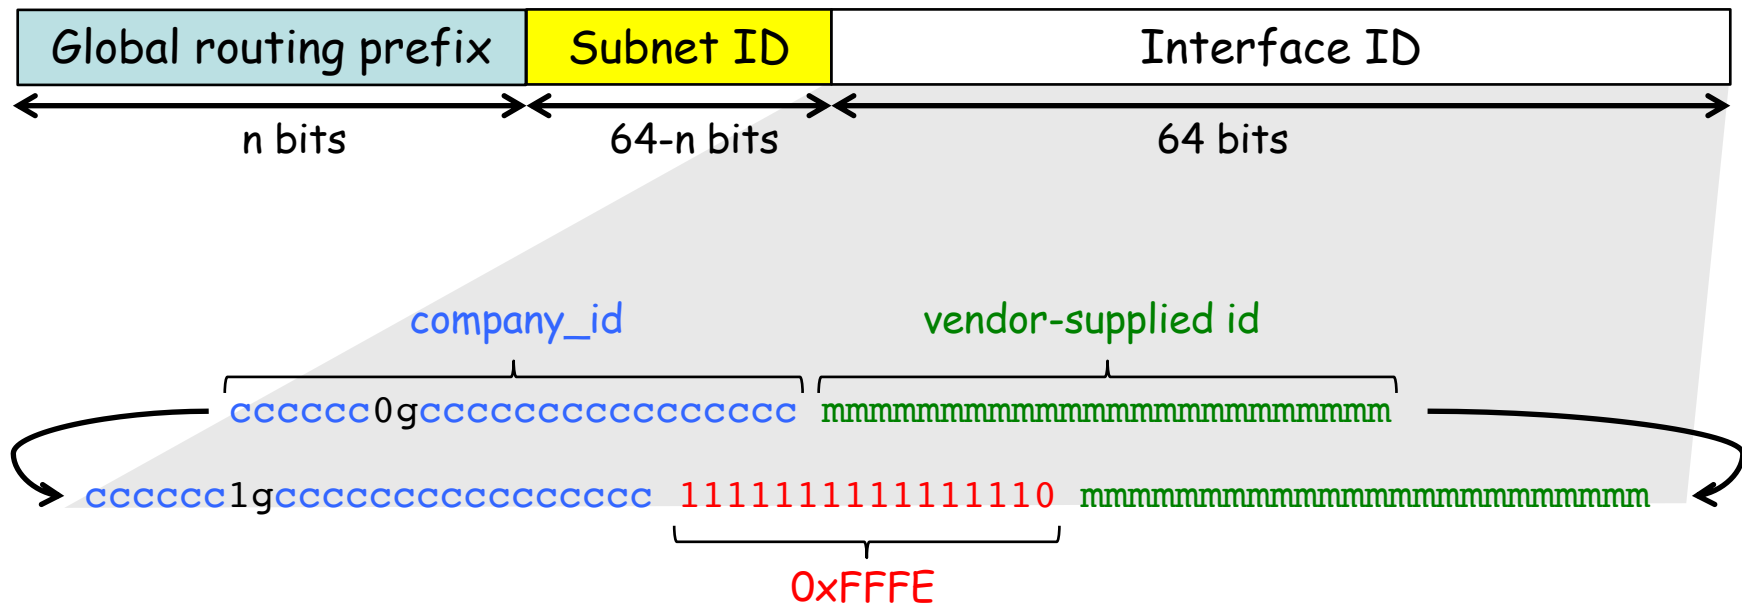 Global routing prefix Subnet ID Interface ID
n bits 64-n bits 64 bits
company_id vendor-supplied id
cccccc0gcccccccccccccccc mmmmmmmmmmmmmmmmmmmmmmmm
cccccc1gcccccccccccccccc 1111111111111110 mmmmmmmmmmmmmmmmmmmmmmmm
0xFFFE